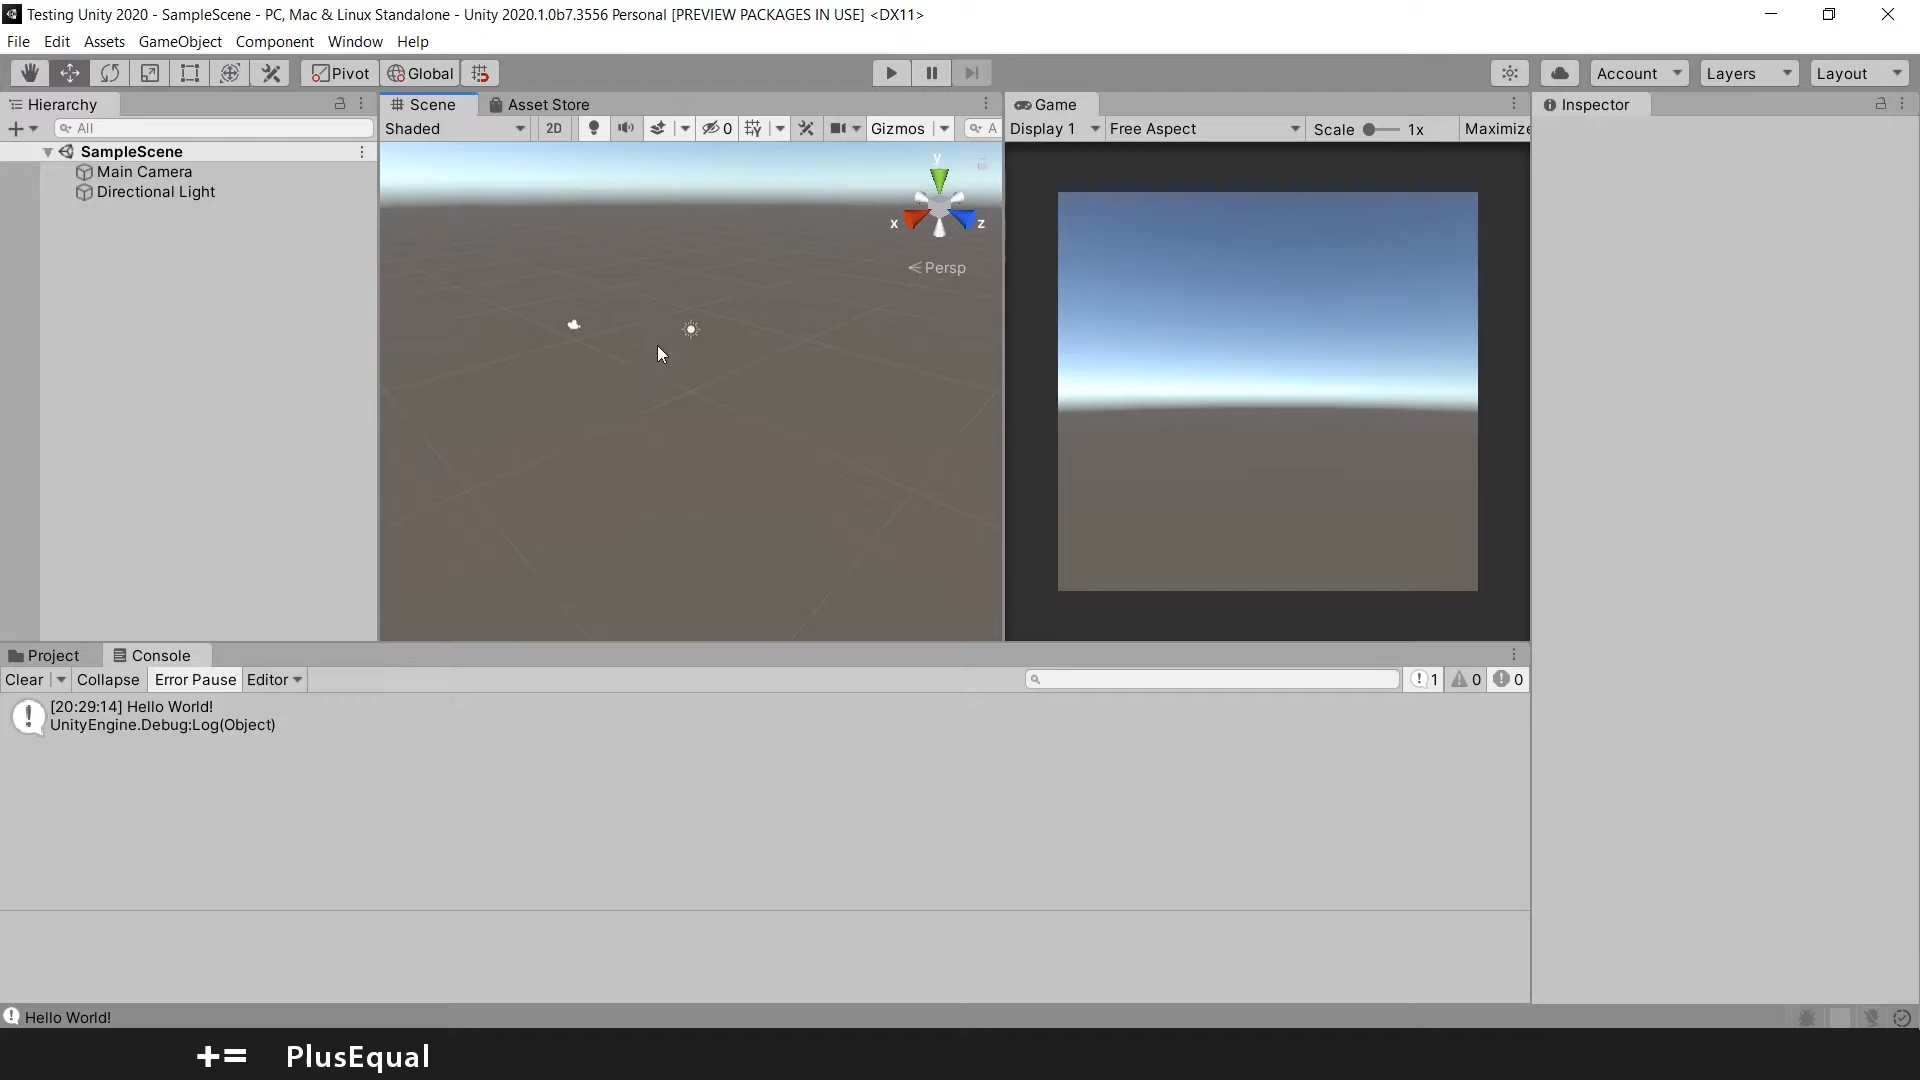 Testing Unity 2020 - SampleScene - PC, Mac & Linux Standalone - Unity 2020.1.0b7.3556 Personal [PREVIEW PACKAGES IN USE] <DX11>
File Edit Assets GameObject Component Window Help
Pivot Global Account Layers Layout
Hierarchy
All
SampleScene
Main Camera
Directional Light
Scene Asset Store
Shaded 2D 0 Gizmos A
y
x z
Persp
Game
Display 1 Free Aspect Scale 1x Maximize
Inspector
Project Console
Clear Collapse Error Pause Editor 1 0 0
[20:29:14] Hello World!
UnityEngine.Debug:Log(Object)
Hello World!
+= PlusEqual